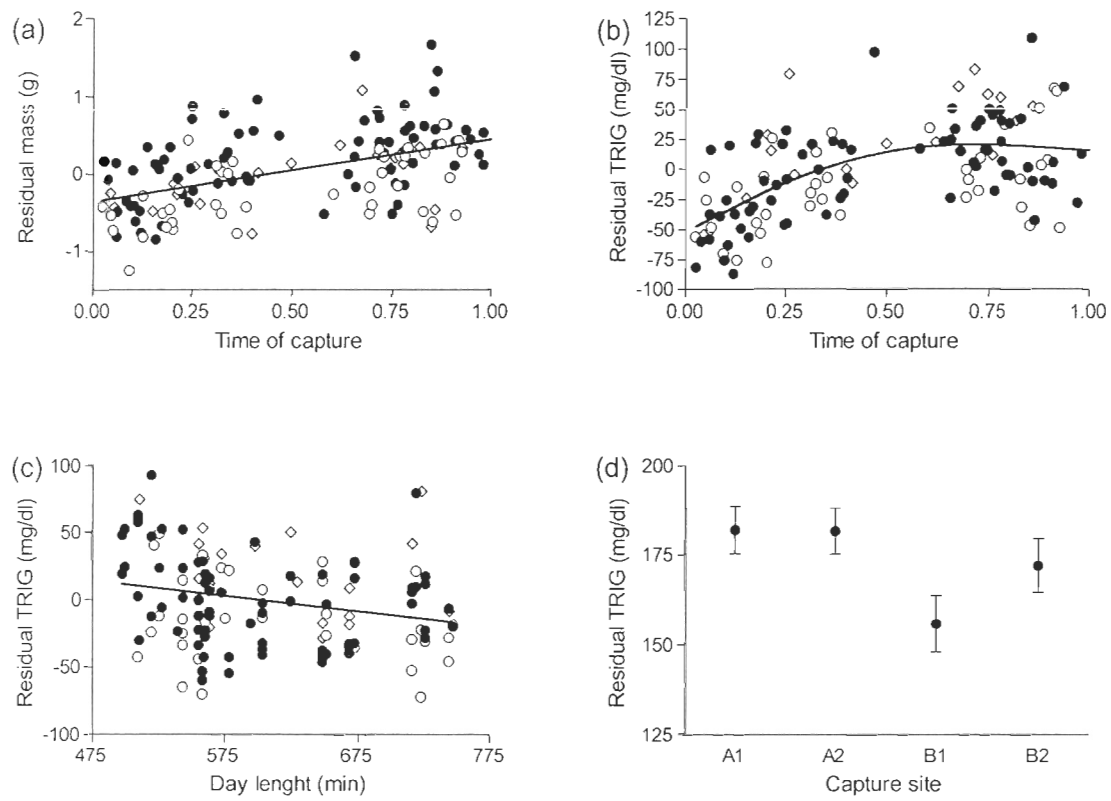 (a)
Residual mass (g)
2
1
0
-1
0.00 0.25 0.50 0.75 1.00
Time of capture
(b)
Residual TRIG (mg/dl)
125
100
75
50
25
0
-25
-50
-75
-100
0.00 0.25 0.50 0.75 1.00
Time of capture
(c)
Residual TRIG (mg/dl)
100
50
0
-50
-100
475 575 675 775
Day lenght (min)
(d)
Residual TRIG (mg/dl)
200
175
150
125
A1 A2 B1 B2
Capture site